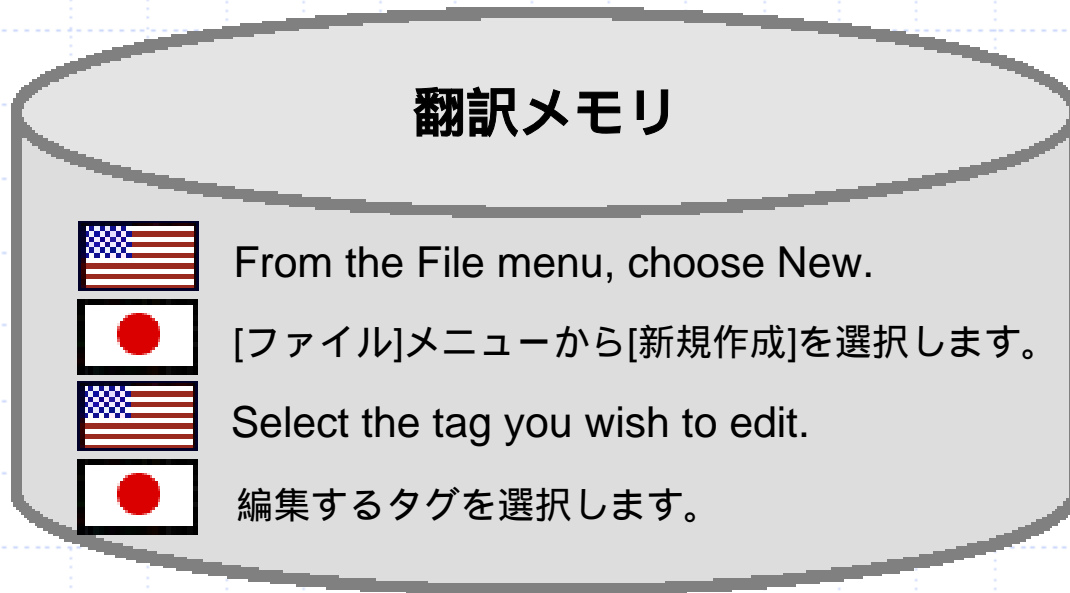 翻訳メモリ
From the File menu, choose New.
[ファイル]メニューから[新規作成]を選択します。
Select the tag you wish to edit.
編集するタグを選択します。